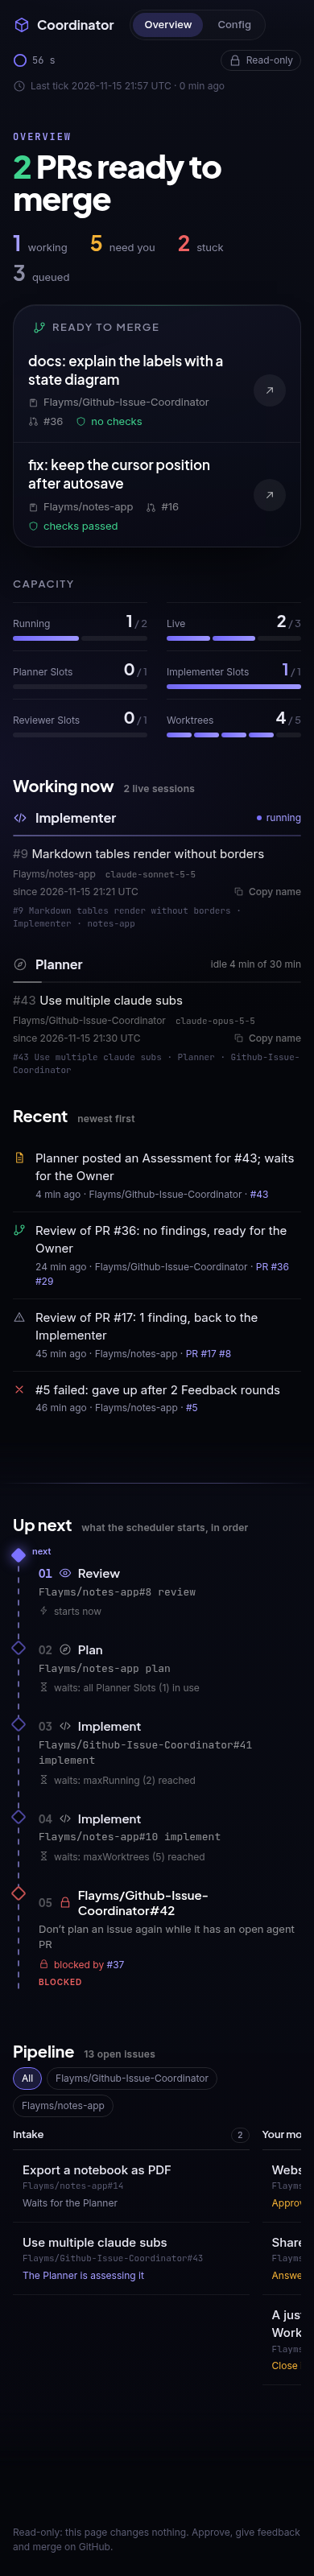 Coordinator Overview Config
56 s Read-only
Last tick 2026-11-15 21:57 UTC · 0 min ago
OVERVIEW
2 PRs ready to
merge
1 working 5 need you 2 stuck
3 queued
READY TO MERGE
docs: explain the labels with a
state diagram
Flayms/Github-Issue-Coordinator
#36 no checks
fix: keep the cursor position
after autosave
Flayms/notes-app #16
checks passed
CAPACITY
Running 1 / 2 Live 2 / 3
Planner Slots 0 / 1 Implementer Slots 1 / 1
Reviewer Slots 0 / 1 Worktrees 4 / 5
Working now 2 live sessions
Implementer running
#9 Markdown tables render without borders
Flayms/notes-app claude-sonnet-5-5
since 2026-11-15 21:21 UTC Copy name
#9 Markdown tables render without borders ·
Implementer · notes-app
Planner idle 4 min of 30 min
#43 Use multiple claude subs
Flayms/Github-Issue-Coordinator claude-opus-5-5
since 2026-11-15 21:30 UTC Copy name
#43 Use multiple claude subs · Planner · Github-Issue-
Coordinator
Recent newest first
Planner posted an Assessment for #43; waits
for the Owner
4 min ago · Flayms/Github-Issue-Coordinator · #43
Review of PR #36: no findings, ready for the
Owner
24 min ago · Flayms/Github-Issue-Coordinator · PR #36
#29
Review of PR #17: 1 finding, back to the
Implementer
45 min ago · Flayms/notes-app · PR #17 #8
#5 failed: gave up after 2 Feedback rounds
46 min ago · Flayms/notes-app · #5
Up next what the scheduler starts, in order
next
01 Review
Flayms/notes-app#8 review
starts now
02 Plan
Flayms/notes-app plan
waits: all Planner Slots (1) in use
03 Implement
Flayms/Github-Issue-Coordinator#41
implement
waits: maxRunning (2) reached
04 Implement
Flayms/notes-app#10 implement
waits: maxWorktrees (5) reached
05 Flayms/Github-Issue-
Coordinator#42
Don't plan an issue again while it has an open agent
PR
blocked by #37
BLOCKED
Pipeline 13 open issues
All Flayms/Github-Issue-Coordinator
Flayms/notes-app
Intake 2 Your mo
Export a notebook as PDF Webs
Flayms/notes-app#14 Flayms
Waits for the Planner Approv
Use multiple claude subs Share
Flayms/Github-Issue-Coordinator#43 Flayms
The Planner is assessing it Answe
A jus
Work
Flayms
Close
Read-only: this page changes nothing. Approve, give feedback
and merge on GitHub.